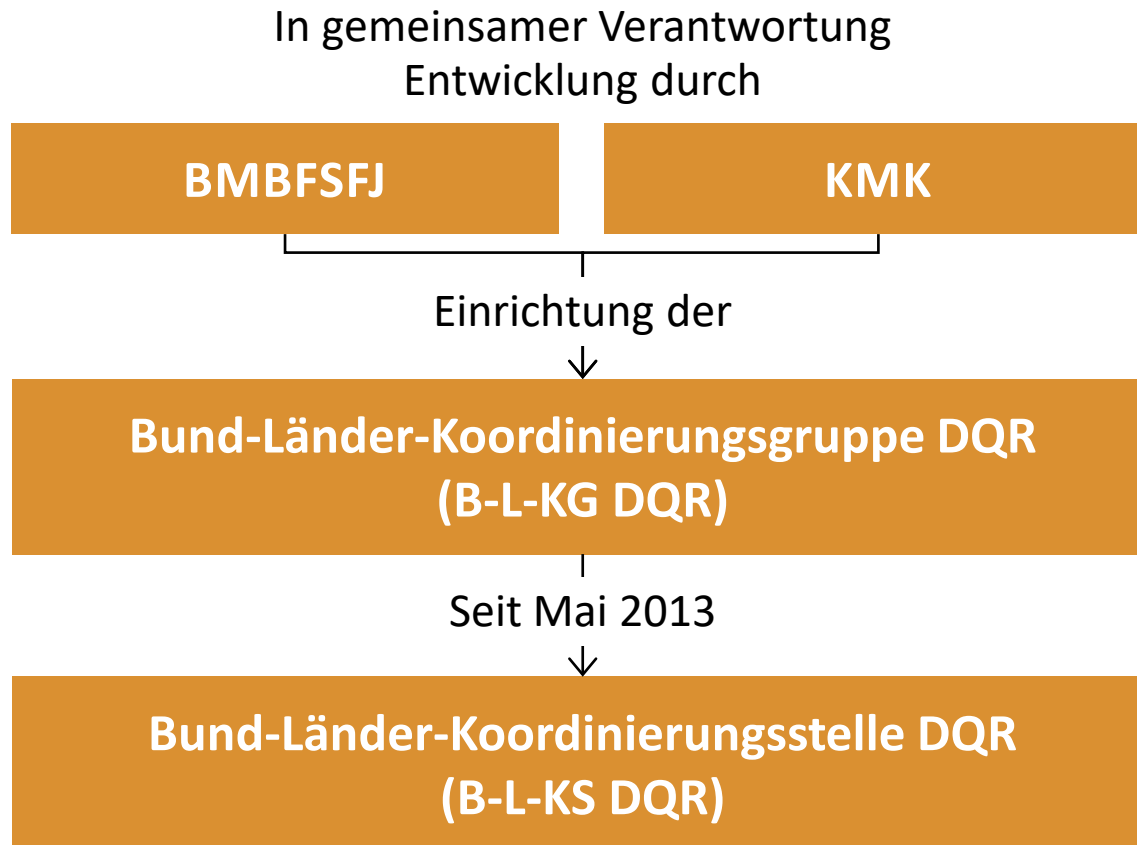 In gemeinsamer Verantwortung
Entwicklung durch
BMBFSFJ
KMK
Einrichtung der
Bund-Länder-Koordinierungsgruppe DQR
(B-L-KG DQR)
Seit Mai 2013
Bund-Länder-Koordinierungsstelle DQR
(B-L-KS DQR)